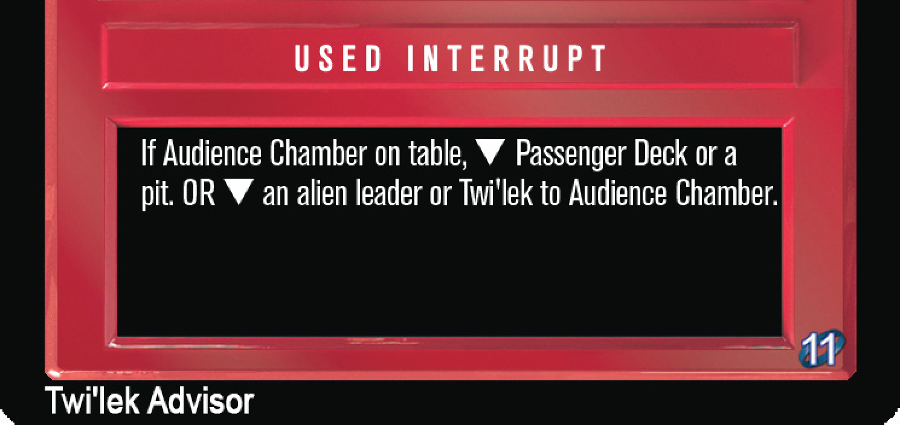 USED INTERRUPT
If Audience Chamber on table, ▼ Passenger Deck or a
pit. OR ▼ an alien leader or Twi'lek to Audience Chamber.
11
Twi'lek Advisor